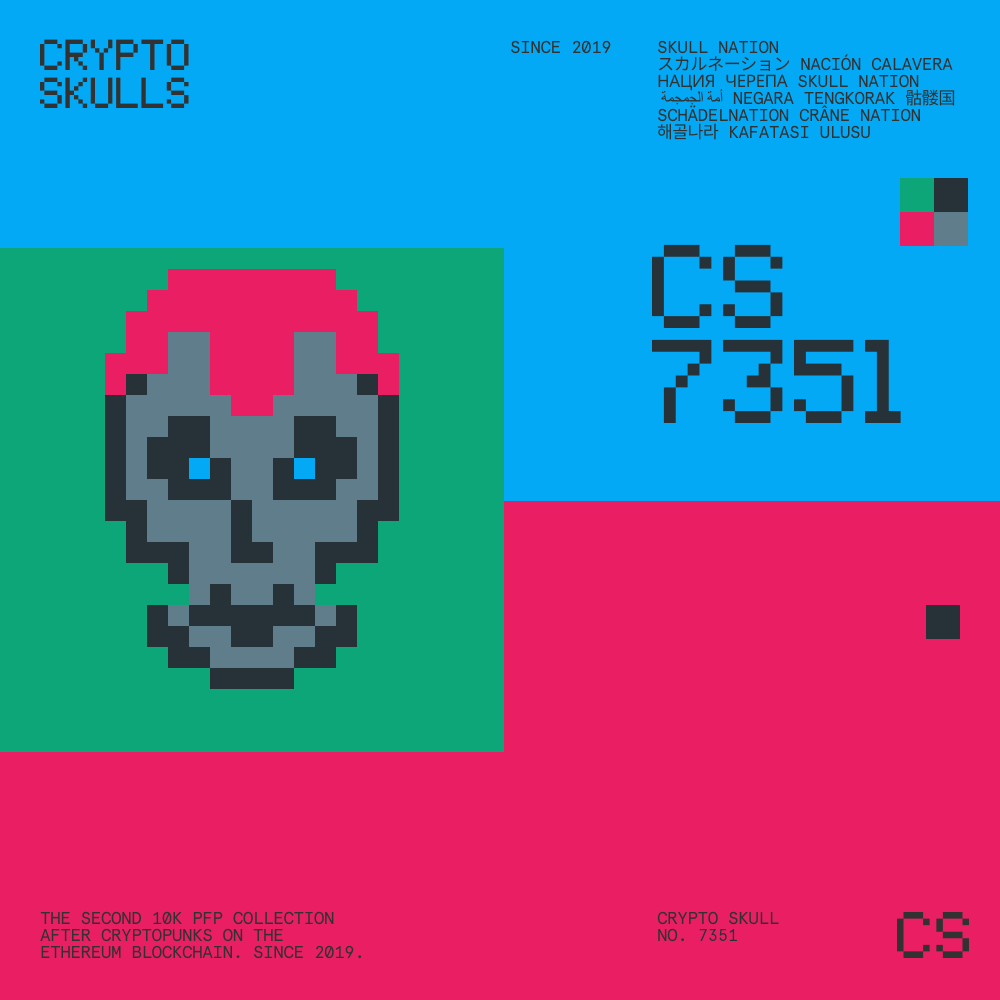 CRYPTO
SKULLS
SINCE 2019
SKULL NATION
スカルネーション NACIÓN CALAVERA
НАЦИЯ ЧЕРЕПА SKULL NATION
أمة الجمجمة NEGARA TENGKORAK 骷髅国
SCHÄDELNATION CRÂNE NATION
해골나라 KAFATASI ULUSU
CS
7351
THE SECOND 10K PFP COLLECTION
AFTER CRYPTOPUNKS ON THE
ETHEREUM BLOCKCHAIN. SINCE 2019.
CRYPTO SKULL
NO. 7351
CS